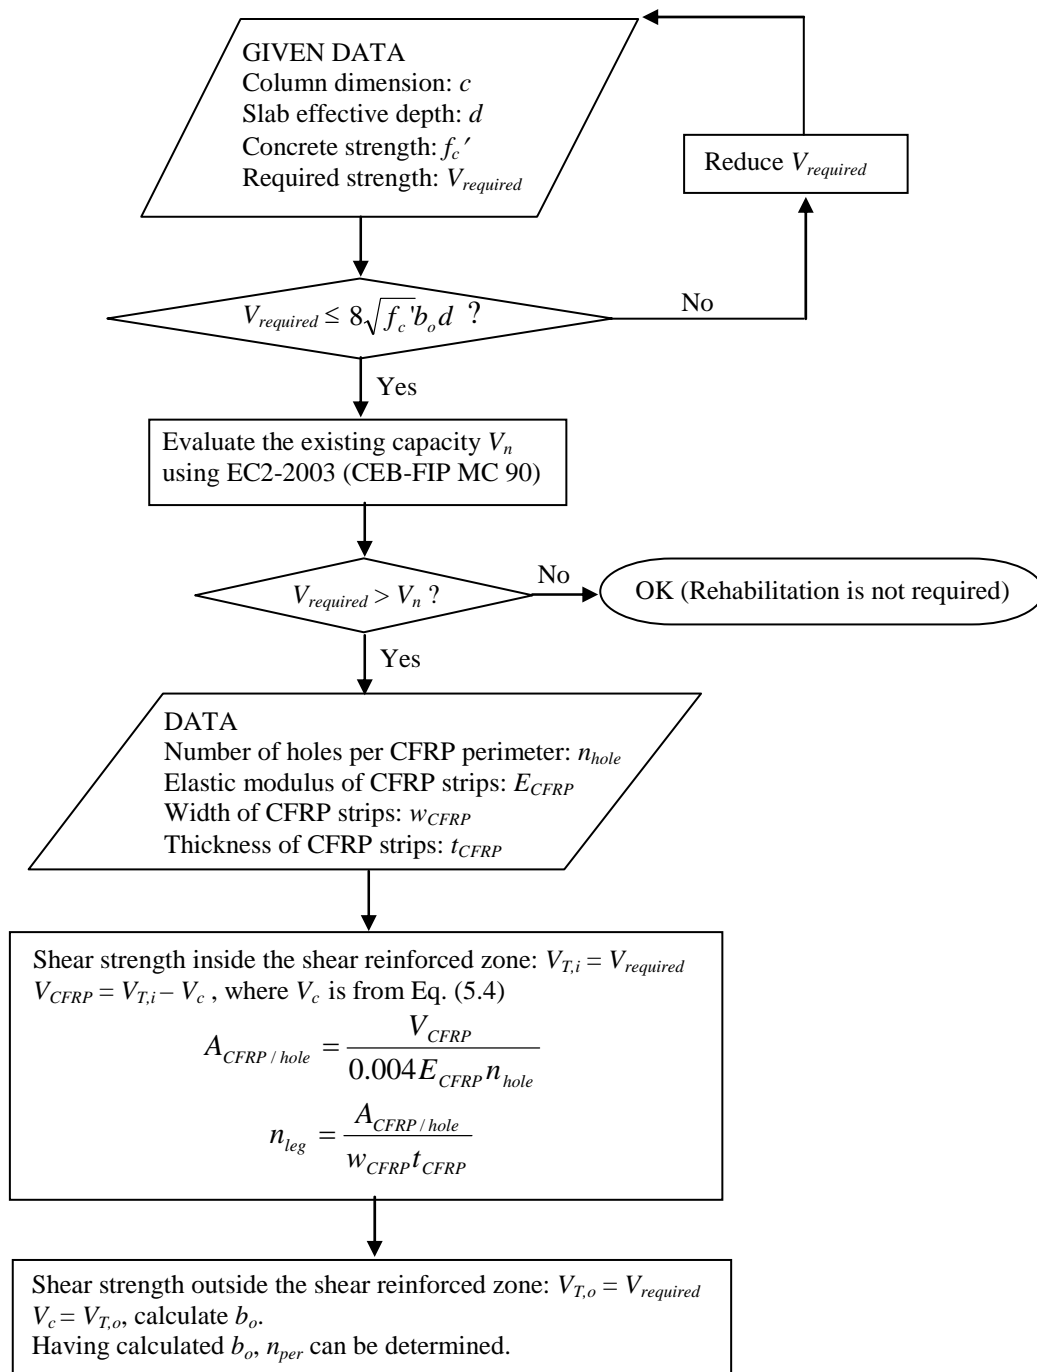 GIVEN DATA
Column dimension: c
Slab effective depth: d
Concrete strength: f_c′
Required strength: V_required
Reduce V_required
V_required ≤ 8√f_c' b_o d ?
No
Yes
Evaluate the existing capacity V_n
using EC2-2003 (CEB-FIP MC 90)
V_required > V_n ?
No
OK (Rehabilitation is not required)
Yes
DATA
Number of holes per CFRP perimeter: n_hole
Elastic modulus of CFRP strips: E_CFRP
Width of CFRP strips: w_CFRP
Thickness of CFRP strips: t_CFRP
Shear strength inside the shear reinforced zone: V_T,i = V_required
V_CFRP = V_T,i – V_c , where V_c is from Eq. (5.4)
A_CFRP / hole = V_CFRP / 0.004 E_CFRP n_hole
n_leg = A_CFRP / hole / w_CFRP t_CFRP
Shear strength outside the shear reinforced zone: V_T,o = V_required
V_c = V_T,o, calculate b_o.
Having calculated b_o, n_per can be determined.